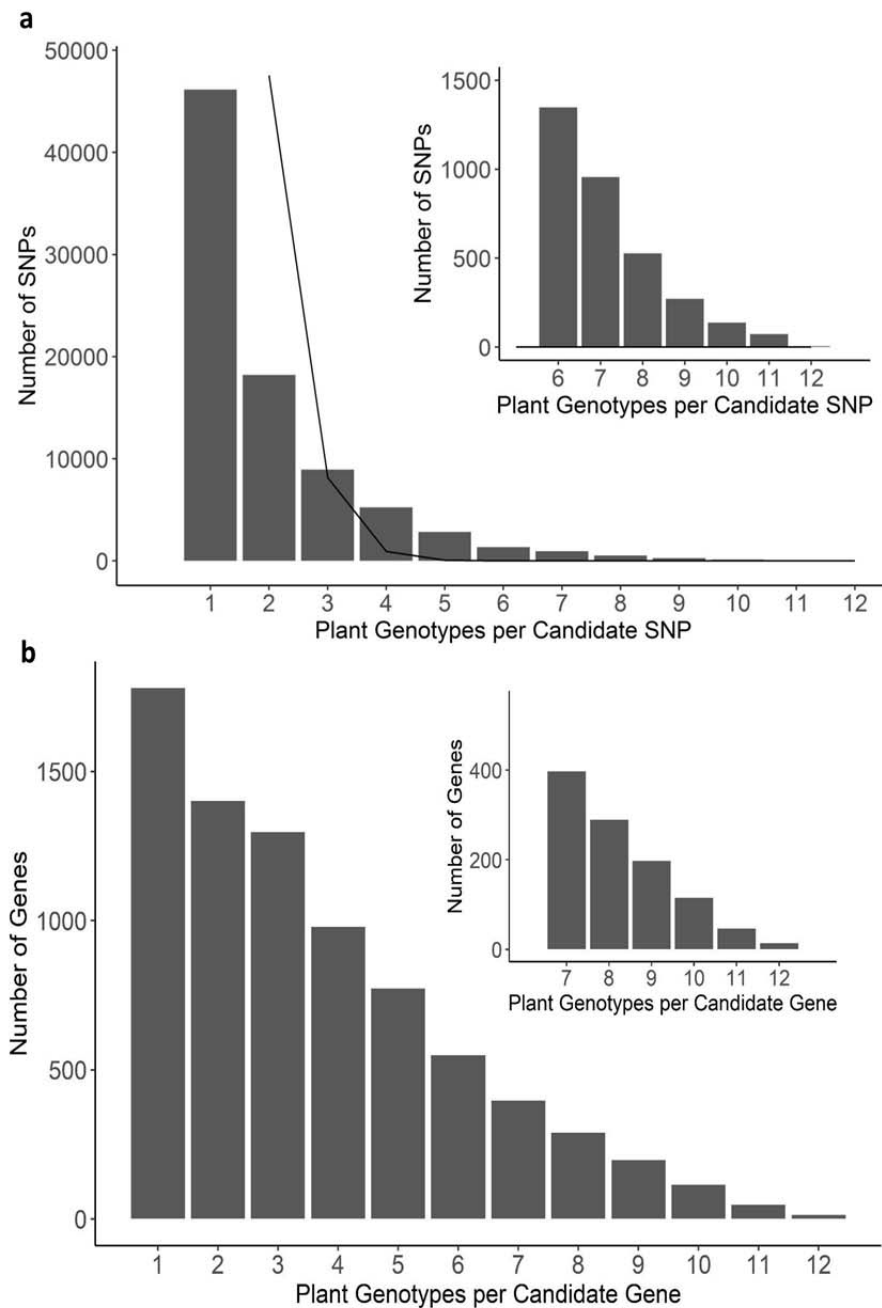 a
50000
40000
30000
20000
10000
0
Number of SNPs
1 2 3 4 5 6 7 8 9 10 11 12
Plant Genotypes per Candidate SNP
1500
1000
500
0
Number of SNPs
6 7 8 9 10 11 12
Plant Genotypes per Candidate SNP
b
1500
1000
500
0
Number of Genes
1 2 3 4 5 6 7 8 9 10 11 12
Plant Genotypes per Candidate Gene
400
200
0
Number of Genes
7 8 9 10 11 12
Plant Genotypes per Candidate Gene